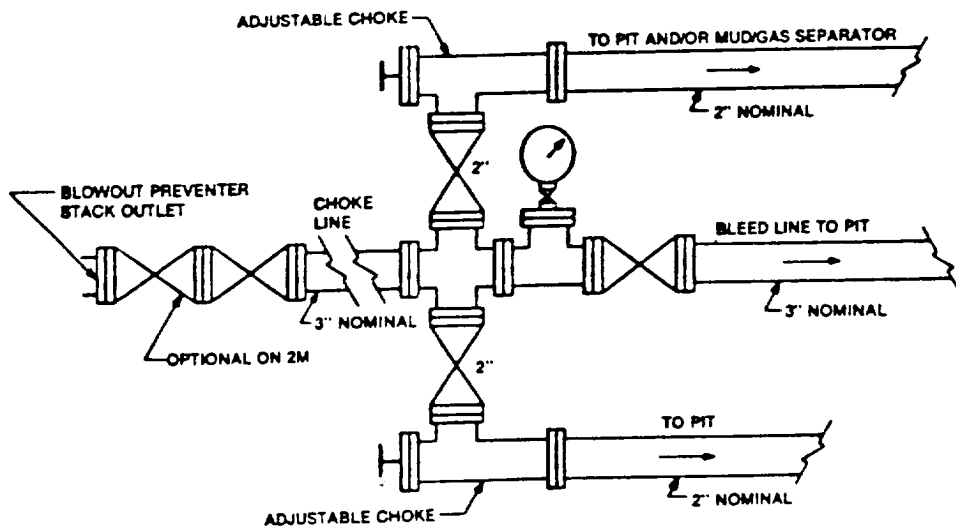 ADJUSTABLE CHOKE
TO PIT AND/OR MUD/GAS SEPARATOR
2" NOMINAL
2"
BLOWOUT PREVENTER
STACK OUTLET
CHOKE
LINE
BLEED LINE TO PIT
3" NOMINAL
3" NOMINAL
OPTIONAL ON 2M
2"
TO PIT
2" NOMINAL
ADJUSTABLE CHOKE